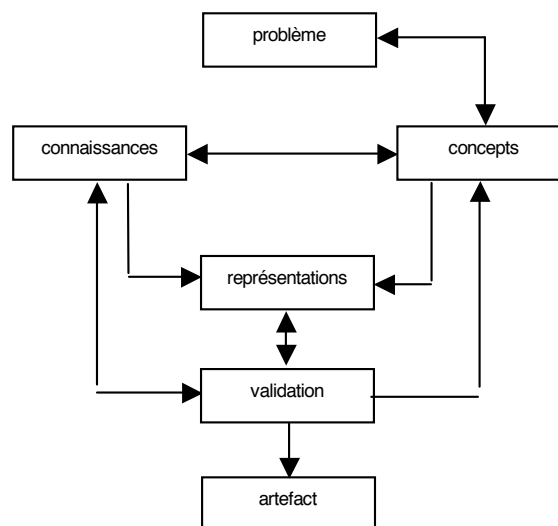 problème
connaissances
concepts
représentations
validation
artefact